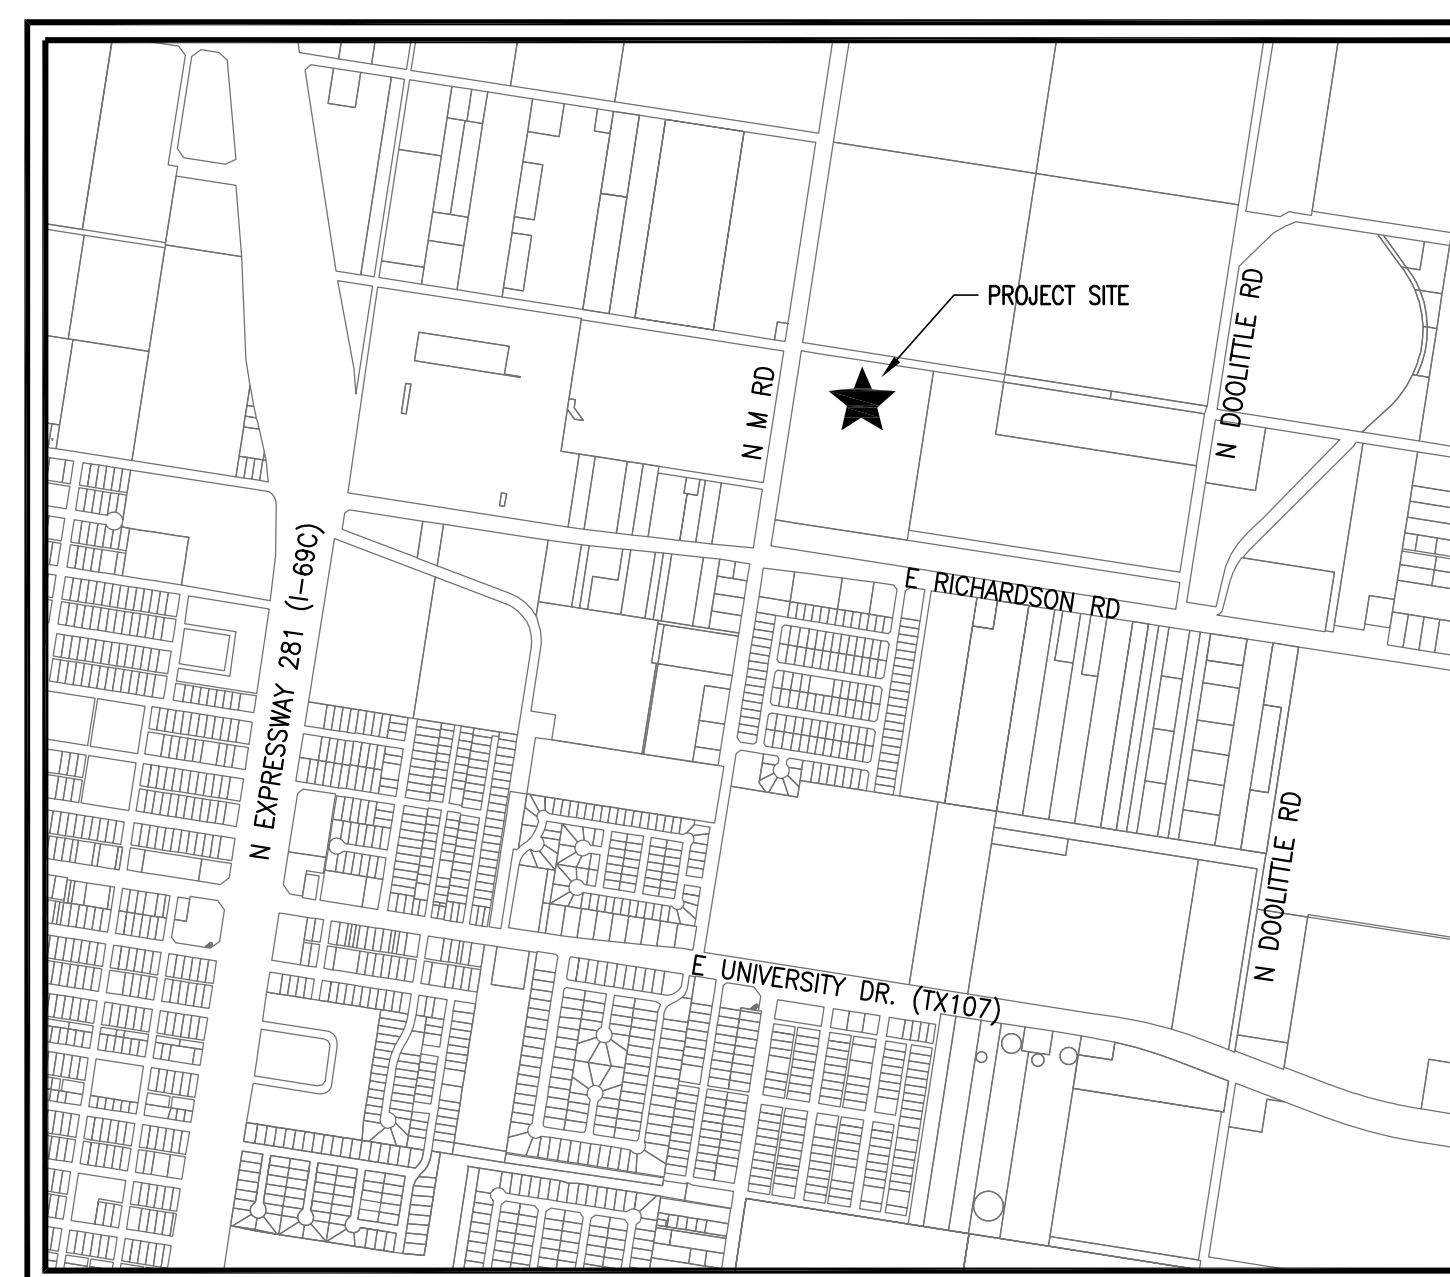 PROJECT SITE
N DOOLITTLE RD
N M RD
E RICHARDSON RD
N EXPRESSWAY 281 (I-69C)
N DOOLITTLE RD
E UNIVERSITY DR. (TX107)